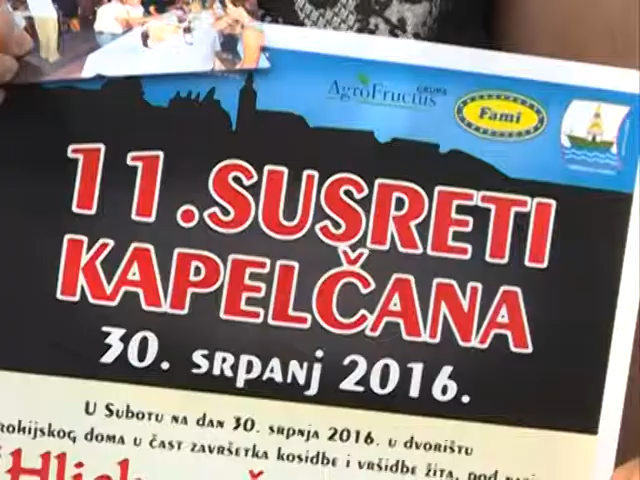 AgroFructus GRUPA
Fami
11. SUSRETI
KAPELČANA
30. SRPANJ 2016.
U SUBOTU NA DAN 30. SRPNJA 2016. U DVORIŠTU
DOMA U ČAST ZAVRŠETKA KOSIDBE I VRŠIDBE ŽITA, POD